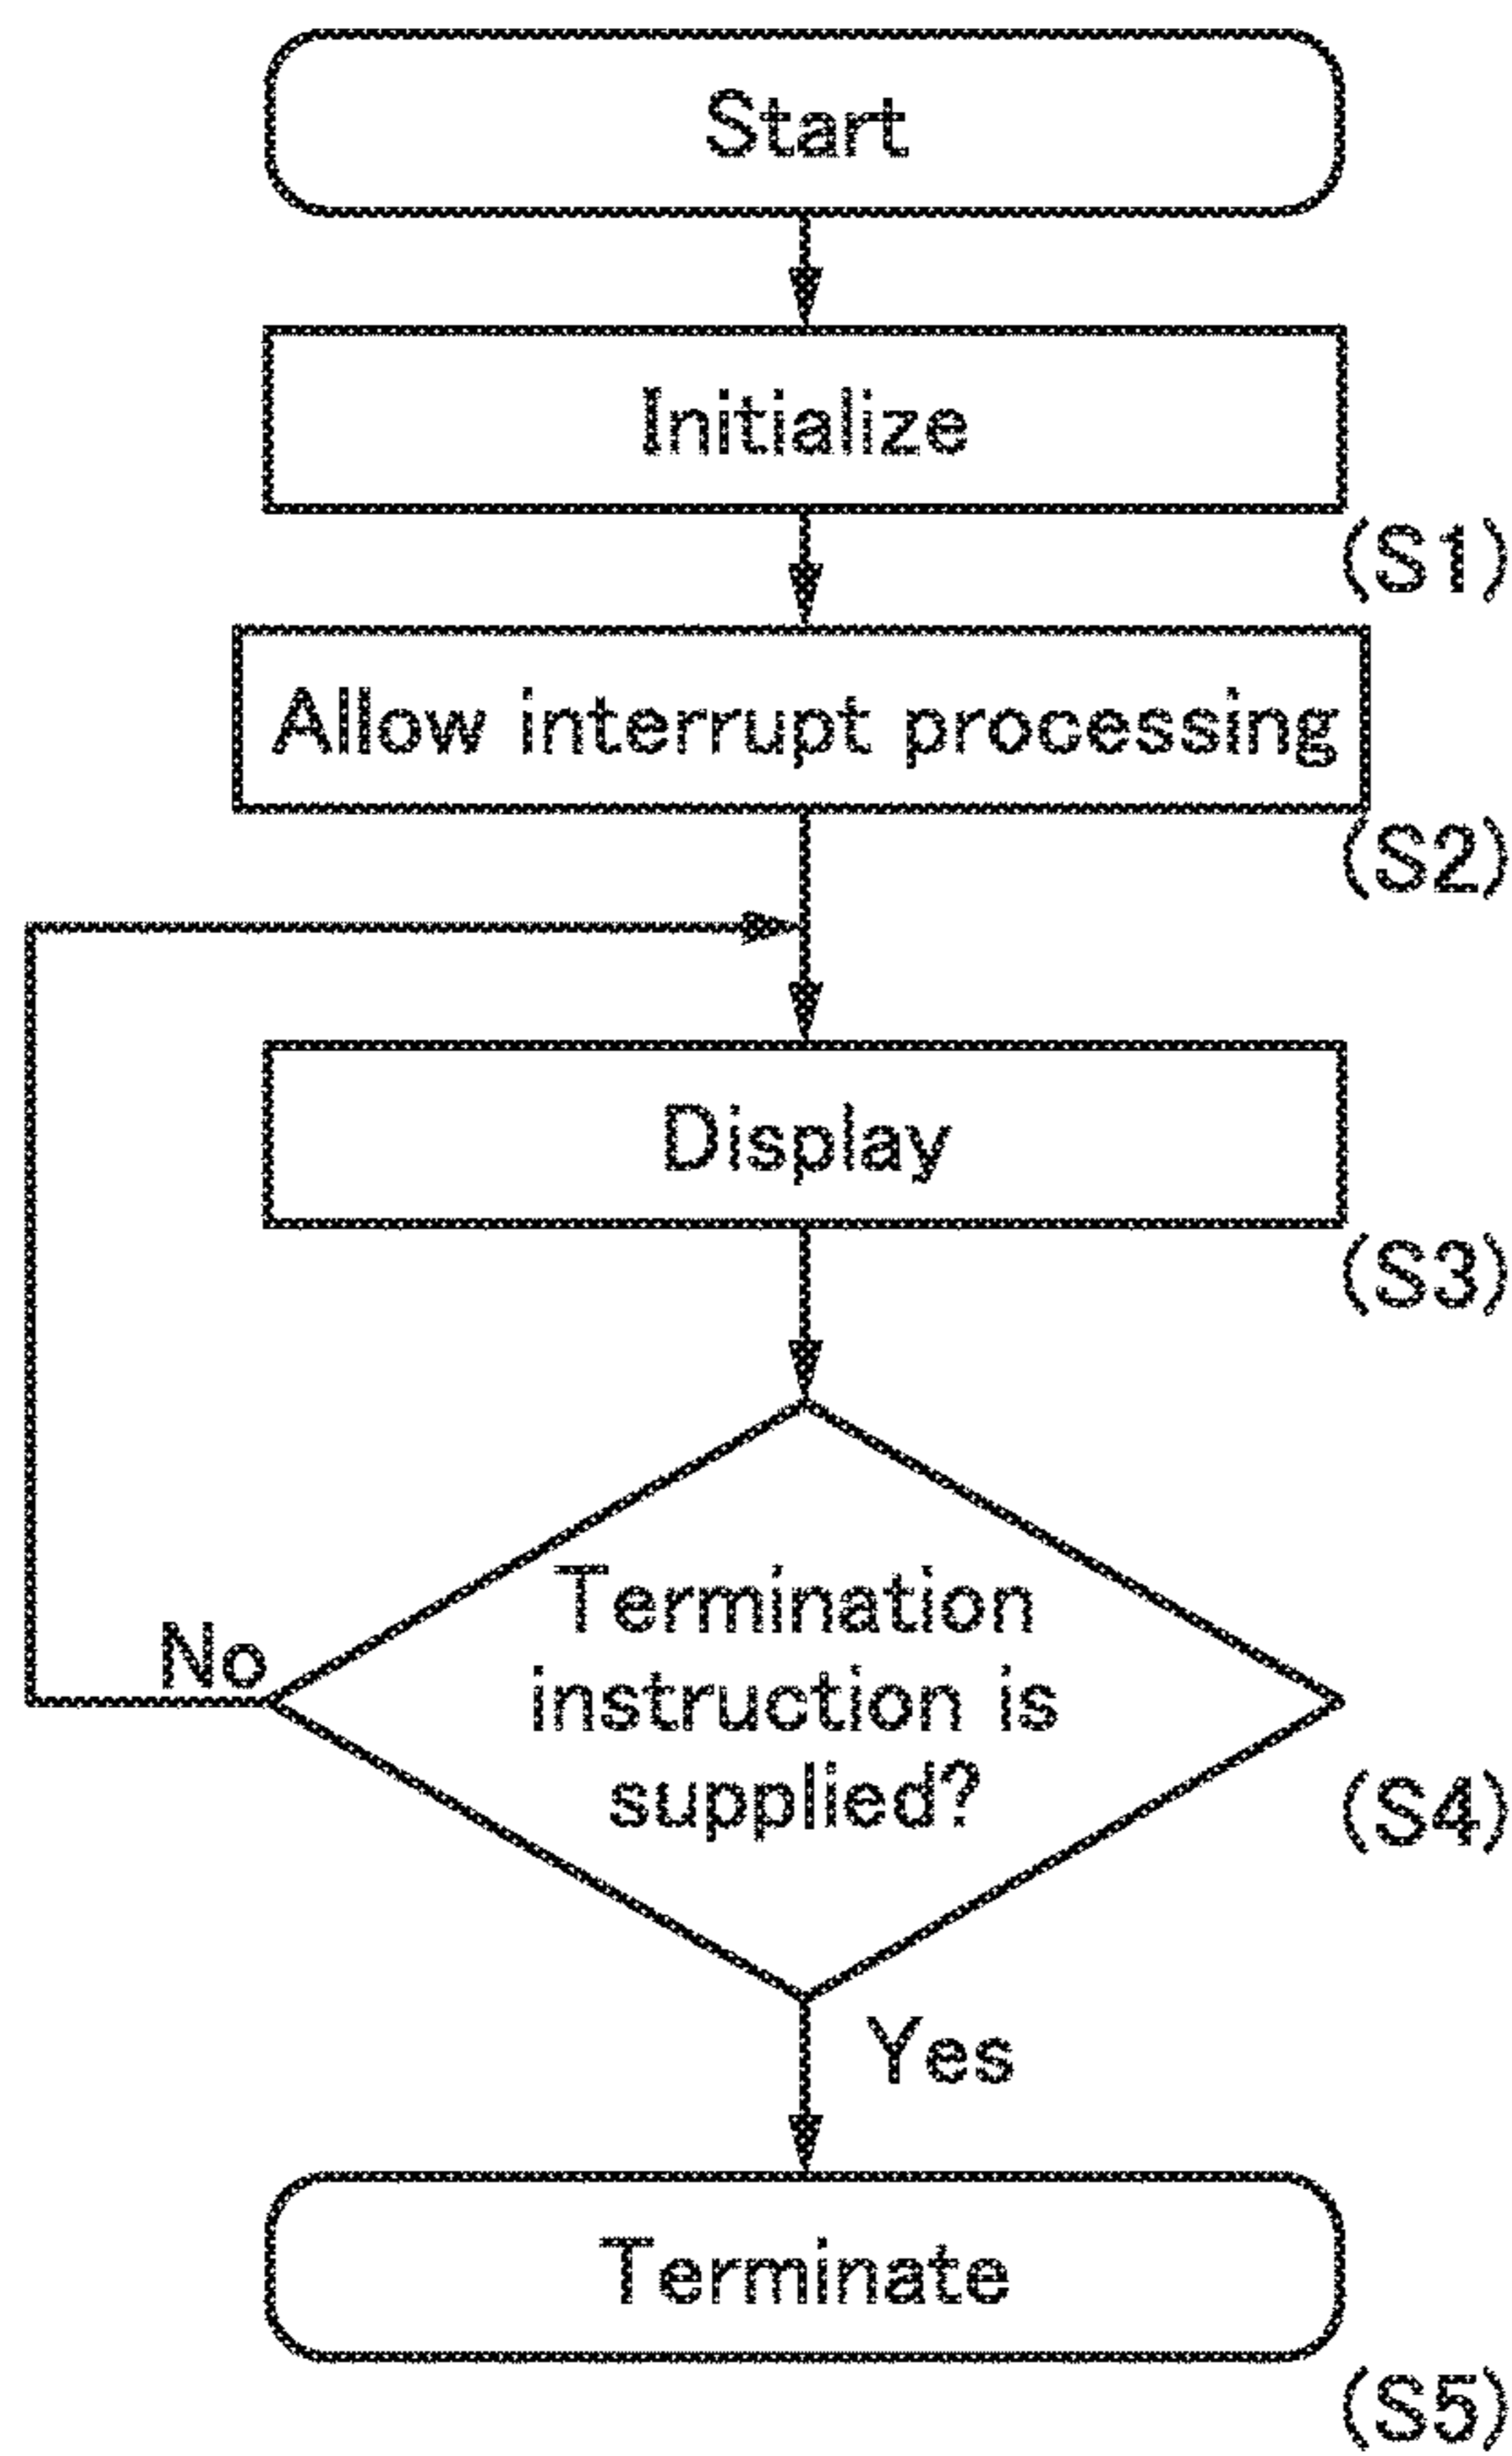 Start
Initialize
(S1)
Allow interrupt processing
(S2)
Display
(S3)
Termination
instruction is
supplied?
No
(S4)
Yes
Terminate
(S5)